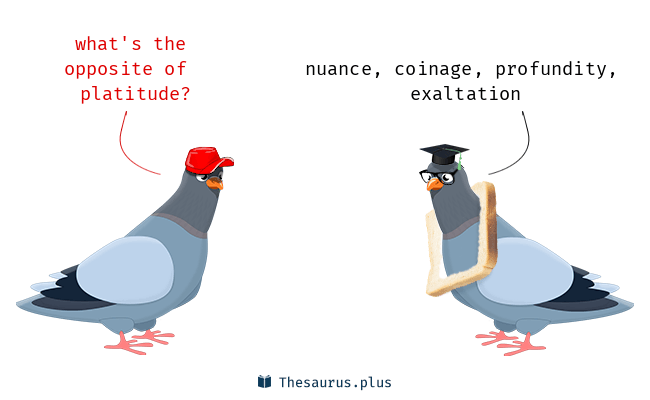 what's the
opposite of
platitude?
nuance, coinage, profundity,
exaltation
Thesaurus.plus